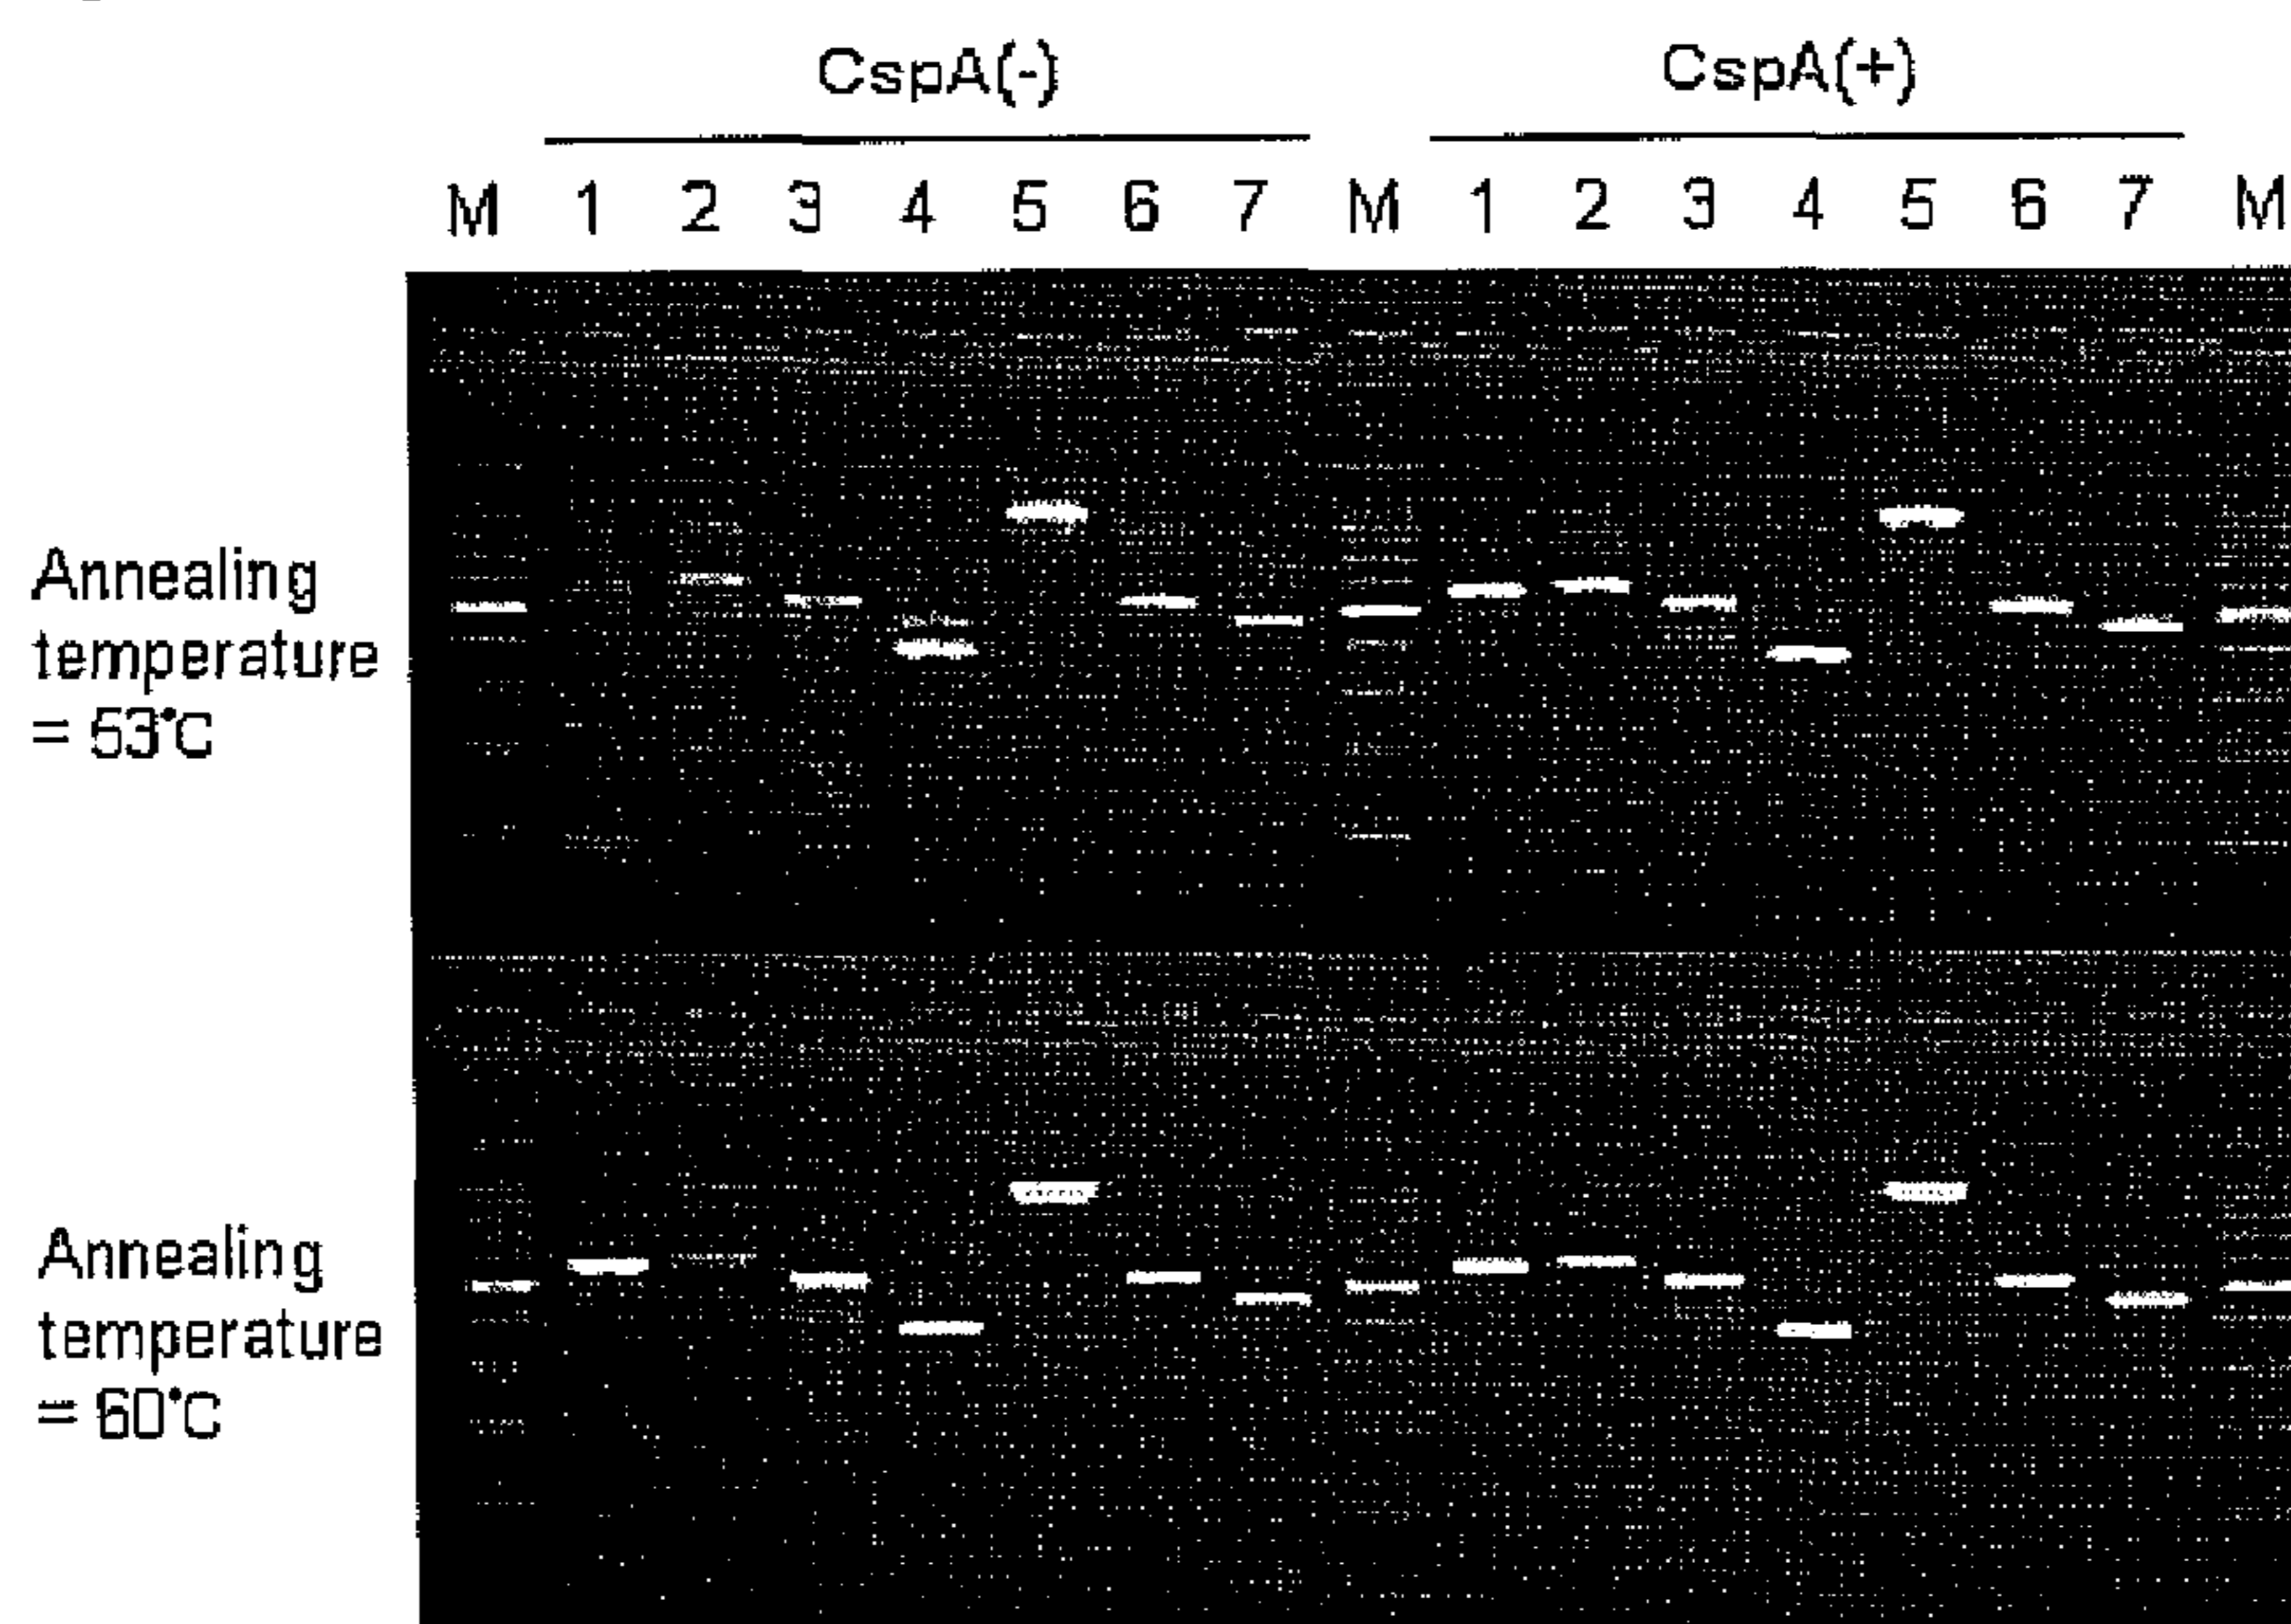 CspA(-) CspA(+)
M 1 2 3 4 5 6 7 M 1 2 3 4 5 6 7 M
Annealing
temperature
= 53°C
Annealing
temperature
= 60°C